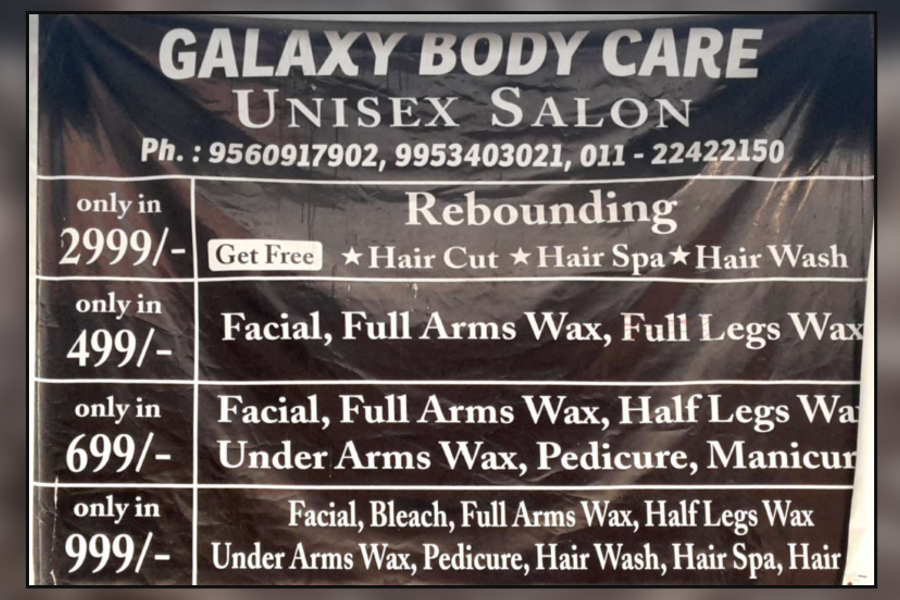 GALAXY BODY CARE
UNISEX SALON
Ph. : 9560917902, 9953403021, 011 - 22422150
only in
2999/-
Rebounding
Get Free ★Hair Cut ★Hair Spa★Hair Wash
only in
499/-
Facial, Full Arms Wax, Full Legs Wax
only in
699/-
Facial, Full Arms Wax, Half Legs Wa
Under Arms Wax, Pedicure, Manicur
only in
999/-
Facial, Bleach, Full Arms Wax, Half Legs Wax
Under Arms Wax, Pedicure, Hair Wash, Hair Spa, Hair